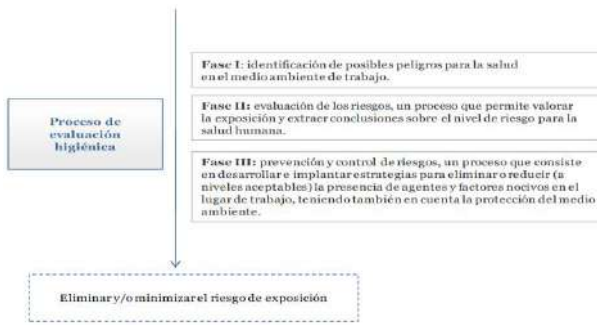 Proceso de
evaluación
higiénica
Fase I: identificación de posibles peligros para la salud
en el medio ambiente de trabajo.
Fase II: evaluación de los riesgos, un proceso que permite valorar
la exposición y extraer conclusiones sobre el nivel de riesgo para la
salud humana.
Fase III: prevención y control de riesgos, un proceso que consiste
en desarrollar e implantar estrategias para eliminar o reducir (a
niveles aceptables) la presencia de agentes y factores nocivos en el
lugar de trabajo, teniendo también en cuenta la protección del medio
ambiente.
Eliminar y/o minimizar el riesgo de exposición